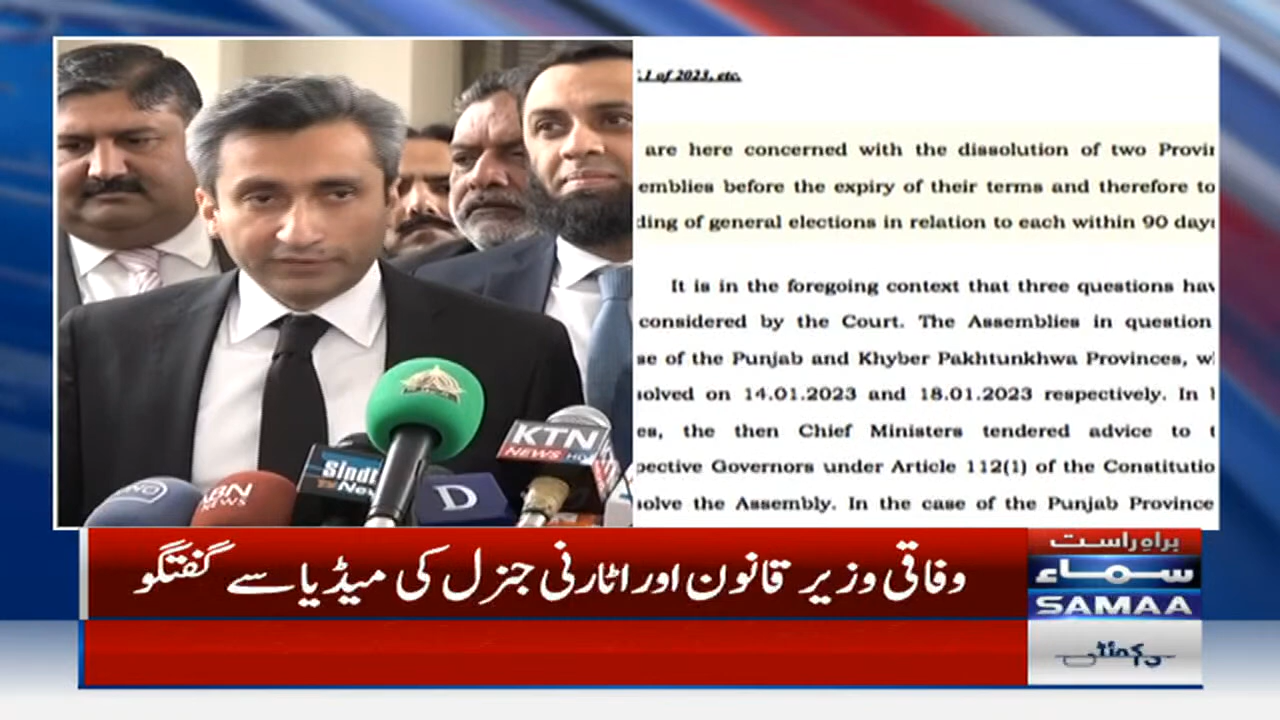 .1 of 2023, etc.
are here concerned with the dissolution of two Provin
emblies before the expiry of their terms and therefore to
ding of general elections in relation to each within 90 days
It is in the foregoing context that three questions hav
considered by the Court. The Assemblies in question
se of the Punjab and Khyber Pakhtunkhwa Provinces, w
solved on 14.01.2023 and 18.01.2023 respectively. In
es, the then Chief Ministers tendered advice to t
pective Governors under Article 112(1) of the Constitutio
solve the Assembly. In the case of the Punjab Province
Sindh
News
KTN
NEWS HD
ABN
NEWS
D
وفاقی وزیر قانون اور اٹارنی جنرل کی میڈیا سے گفتگو
براہِ راست
سماء
SAMAA